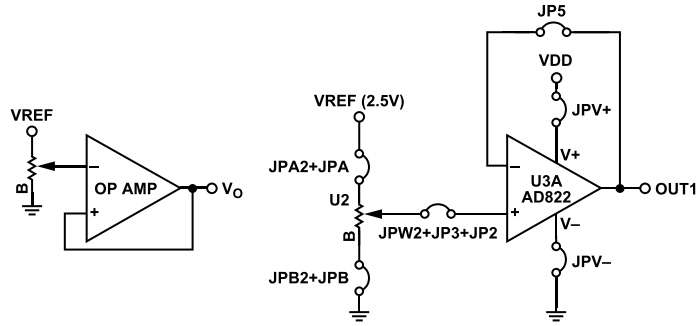 VREF
B
−
OP AMP
+
VO
VREF (2.5V)
JPA2+JPA
U2
B
JPB2+JPB
JPW2+JP3+JP2
JP5
VDD
JPV+
V+
−
U3A
AD822
+
OUT1
V−
JPV−